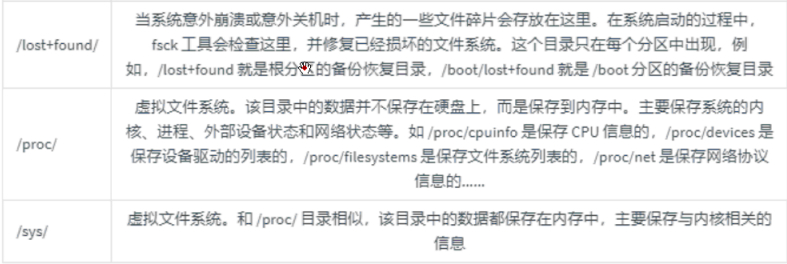 /lost+found/
当系统意外崩溃或意外关机时，产生的一些文件碎片会存放在这里。在系统启动的过程中，
fsck 工具会检查这里，并修复已经损坏的文件系统。这个目录只在每个分区中出现，例
如，/lost+found 就是根分区的备份恢复目录，/boot/lost+found 就是 /boot 分区的备份恢复目录
/proc/
虚拟文件系统。该目录中的数据并不保存在硬盘上，而是保存到内存中。主要保存系统的内
核、进程、外部设备状态和网络状态等。如 /proc/cpuinfo 是保存 CPU 信息的，/proc/devices 是
保存设备驱动的列表的，/proc/filesystems 是保存文件系统列表的，/proc/net 是保存网络协议
信息的......
/sys/
虚拟文件系统。和 /proc/ 目录相似，该目录中的数据都保存在内存中，主要保存与内核相关的
信息